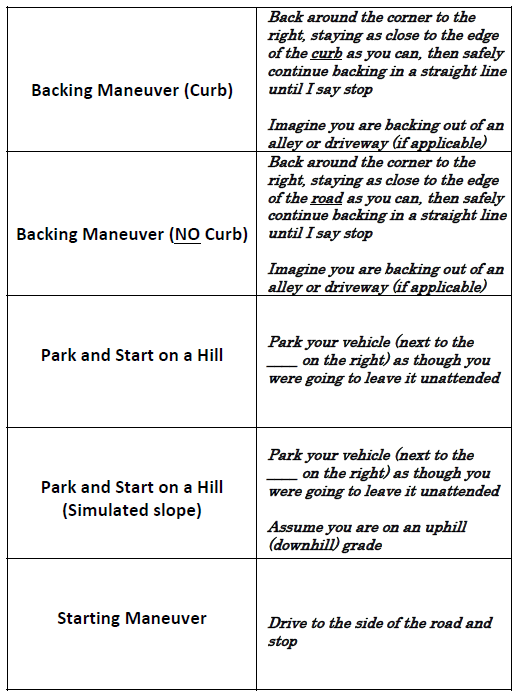 Backing Maneuver (Curb)
Back around the corner to the
right, staying as close to the edge
of the curb as you can, then safely
continue backing in a straight line
until I say stop
Imagine you are backing out of an
alley or driveway (if applicable)
Backing Maneuver (NO Curb)
Back around the corner to the
right, staying as close to the edge
of the road as you can, then safely
continue backing in a straight line
until I say stop
Imagine you are backing out of an
alley or driveway (if applicable)
Park and Start on a Hill
Park your vehicle (next to the
____ on the right) as though you
were going to leave it unattended
Park and Start on a Hill
(Simulated slope)
Park your vehicle (next to the
____ on the right) as though you
were going to leave it unattended
Assume you are on an uphill
(downhill) grade
Starting Maneuver
Drive to the side of the road and
stop